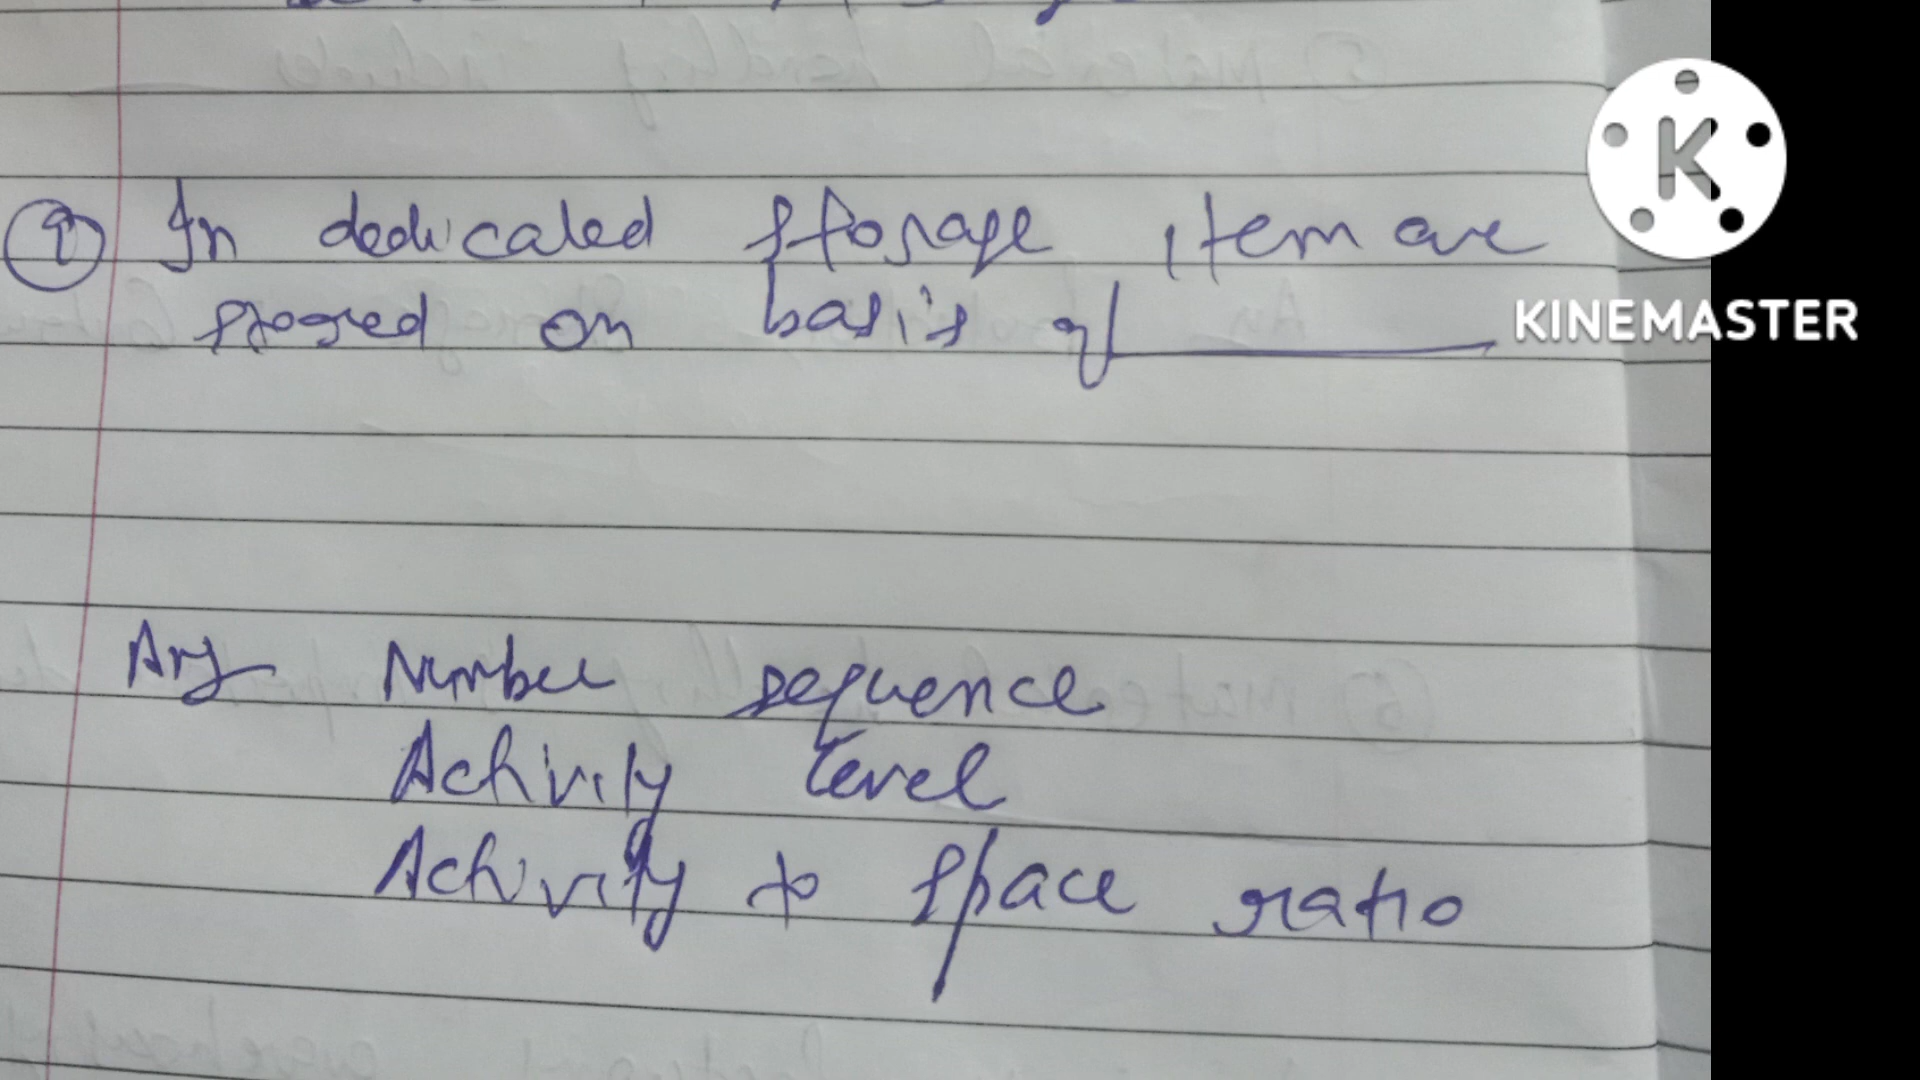 9 In dedicated storage item are
stored on basis of
Ans Number sequence
Activity level
Activity to space ratio
K
KINEMASTER